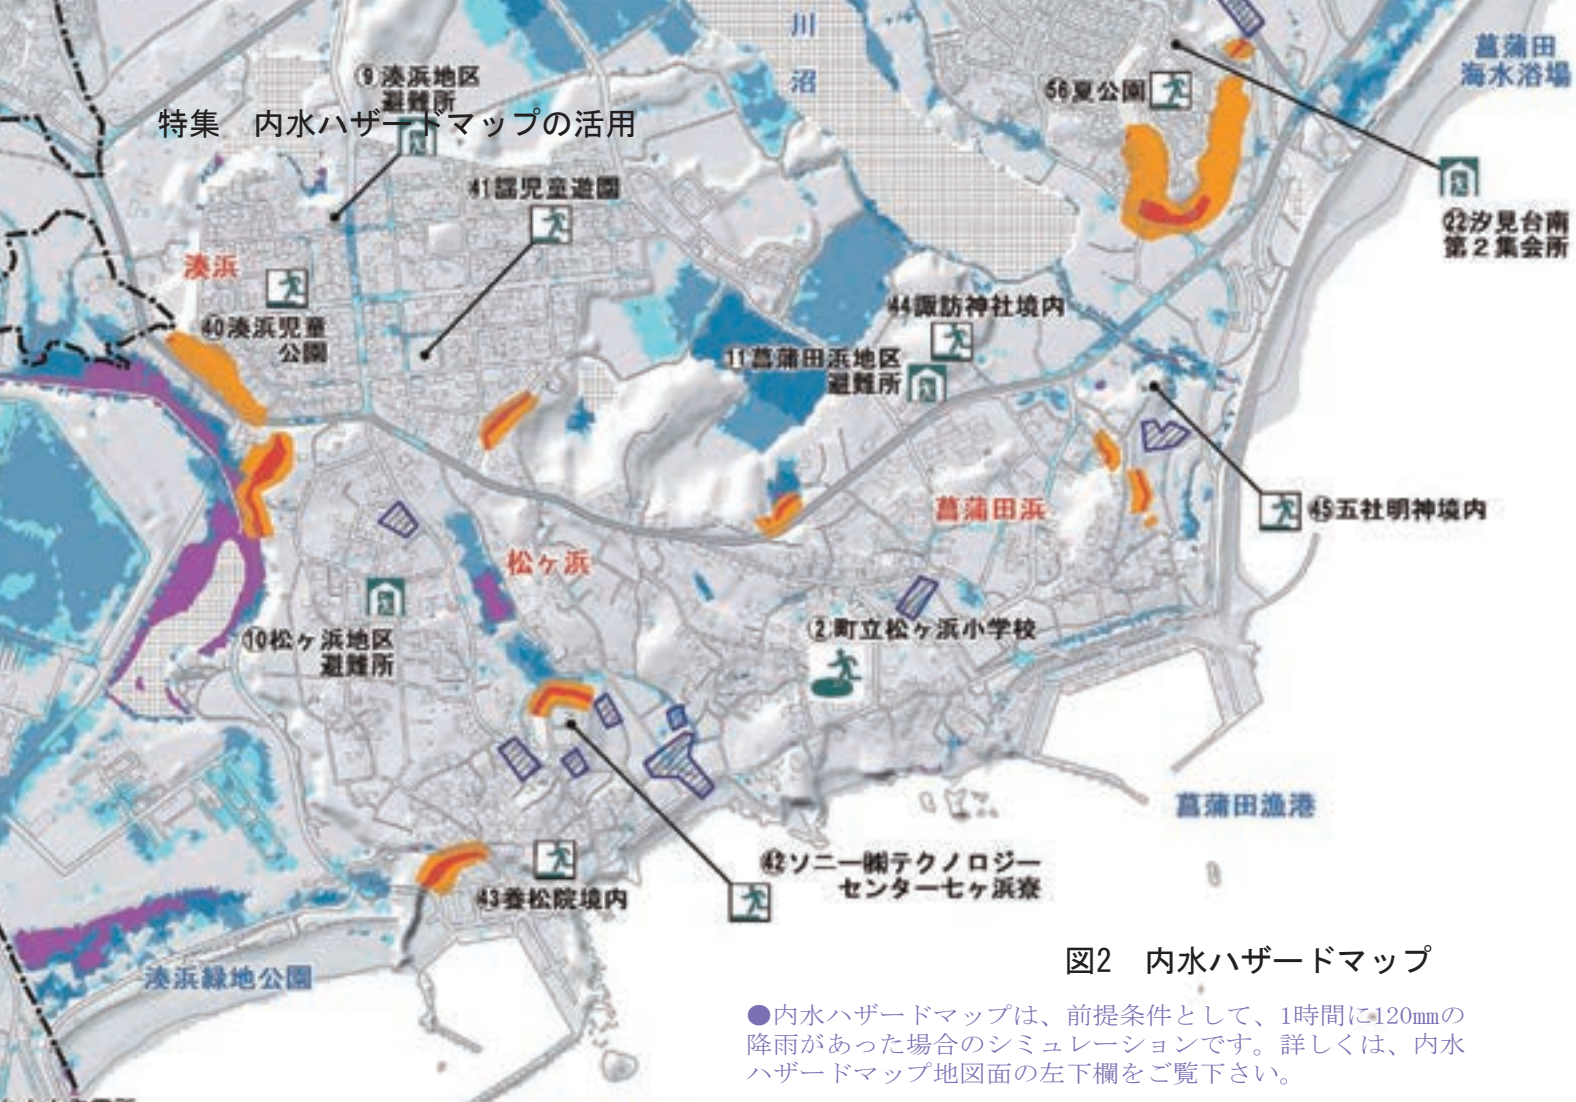 川
沼
菖蒲田
海水浴場
⑨湊浜地区
避難所
特集　内水ハザードマップの活用
56夏公園
41謡児童遊園
㉒汐見台南
第2集会所
湊浜
㊵湊浜児童
公園
44諏訪神社境内
11菖蒲田浜地区
避難所
菖蒲田浜
㊺五社明神境内
松ヶ浜
⑩松ヶ浜地区
避難所
②町立松ヶ浜小学校
菖蒲田漁港
㊷ソニー㈱テクノロジー
センター七ヶ浜寮
43養松院境内
湊浜緑地公園
図2　内水ハザードマップ
●内水ハザードマップは、前提条件として、1時間に120㎜の
降雨があった場合のシミュレーションです。詳しくは、内水
ハザードマップ地図面の左下欄をご覧下さい。